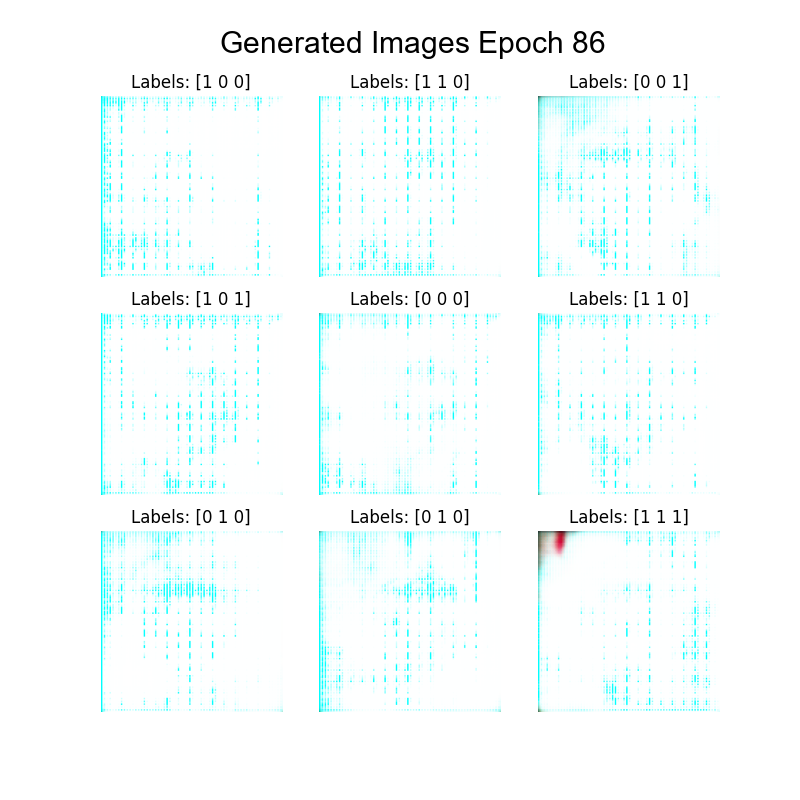 Generated Images Epoch 86
Labels: [1 0 0]
Labels: [1 1 0]
Labels: [0 0 1]
Labels: [1 0 1]
Labels: [0 0 0]
Labels: [1 1 0]
Labels: [0 1 0]
Labels: [0 1 0]
Labels: [1 1 1]